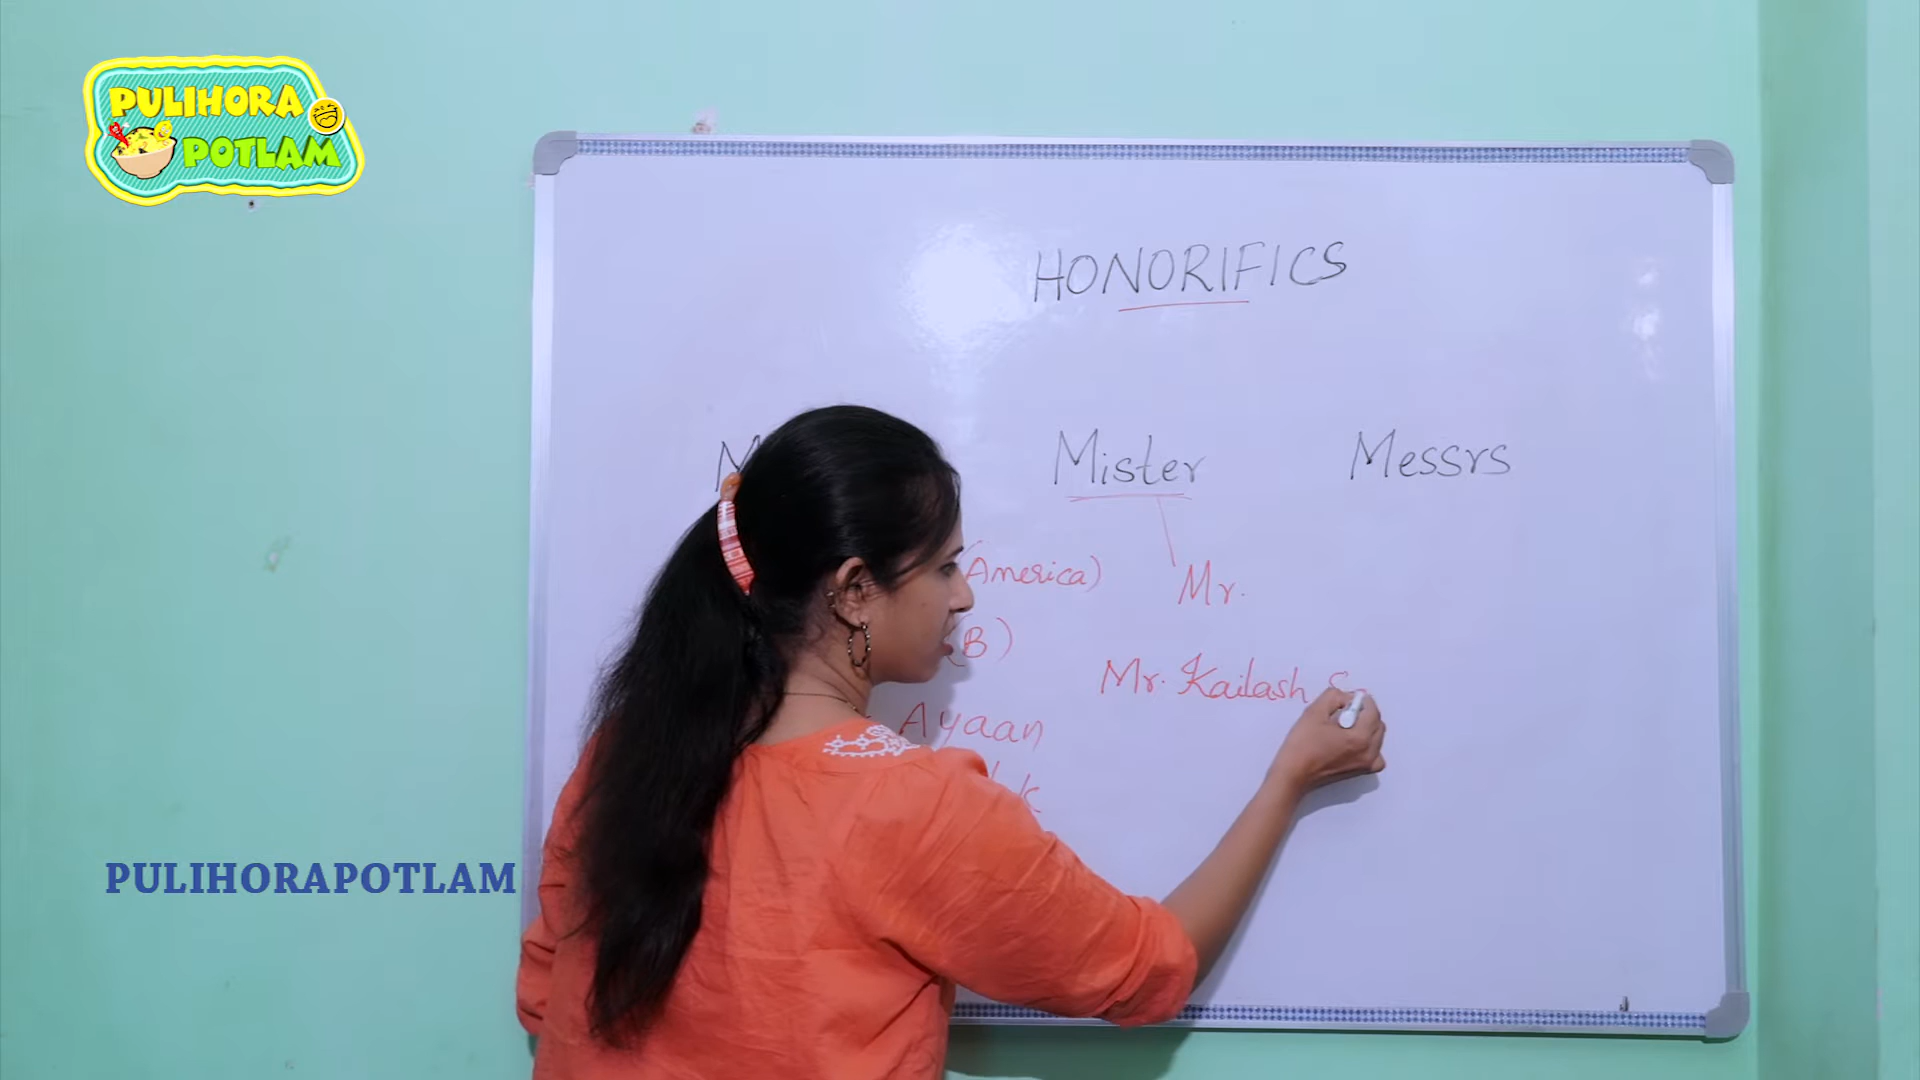 PULIHORA
POTLAM
HONORIFICS
Mister
Messrs
(America)
Mr.
(B)
Mr. Kailash S
Ayaan
PULIHORAPOTLAM